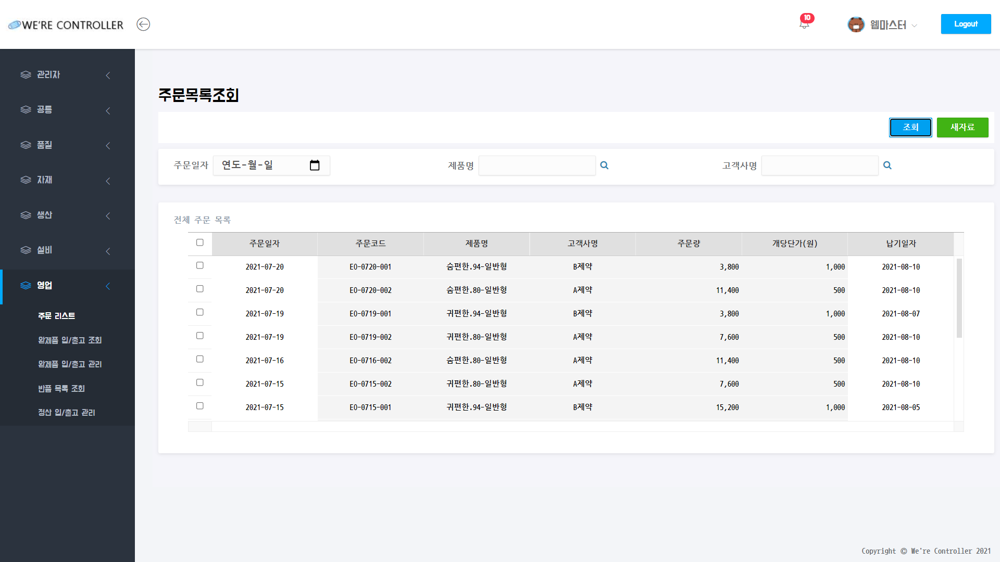 WE'RE CONTROLLER
10
웹마스터
Logout
관리자
공통
품질
자재
생산
설비
영업
주문 리스트
완제품 입/출고 조회
완제품 입/출고 관리
반품 목록 조회
정산 입/출고 관리
주문목록조회
조회 새자료
주문일자 연도-월-일 제품명 고객사명
전체 주문 목록
주문일자 주문코드 제품명 고객사명 주문량 개당단가(원) 납기일자
2021-07-20 EO-0720-001 숨편한.94-일반형 B제약 3,800 1,000 2021-08-10
2021-07-20 EO-0720-002 숨편한.80-일반형 A제약 11,400 500 2021-08-10
2021-07-19 EO-0719-001 귀편한.94-일반형 B제약 3,800 1,000 2021-08-07
2021-07-19 EO-0719-002 귀편한.80-일반형 A제약 7,600 500 2021-08-10
2021-07-16 EO-0716-002 숨편한.80-일반형 A제약 11,400 500 2021-08-10
2021-07-15 EO-0715-002 귀편한.80-일반형 A제약 7,600 500 2021-08-10
2021-07-15 EO-0715-001 귀편한.94-일반형 B제약 15,200 1,000 2021-08-05
Copyright © We're Controller 2021